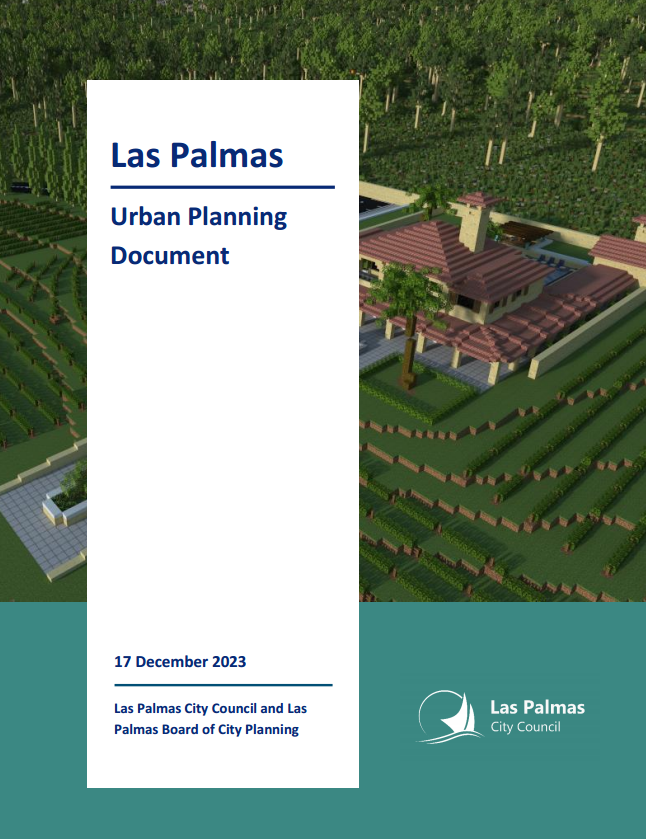 Las Palmas
Urban Planning
Document
17 December 2023
Las Palmas City Council and Las
Palmas Board of City Planning
Las Palmas
City Council